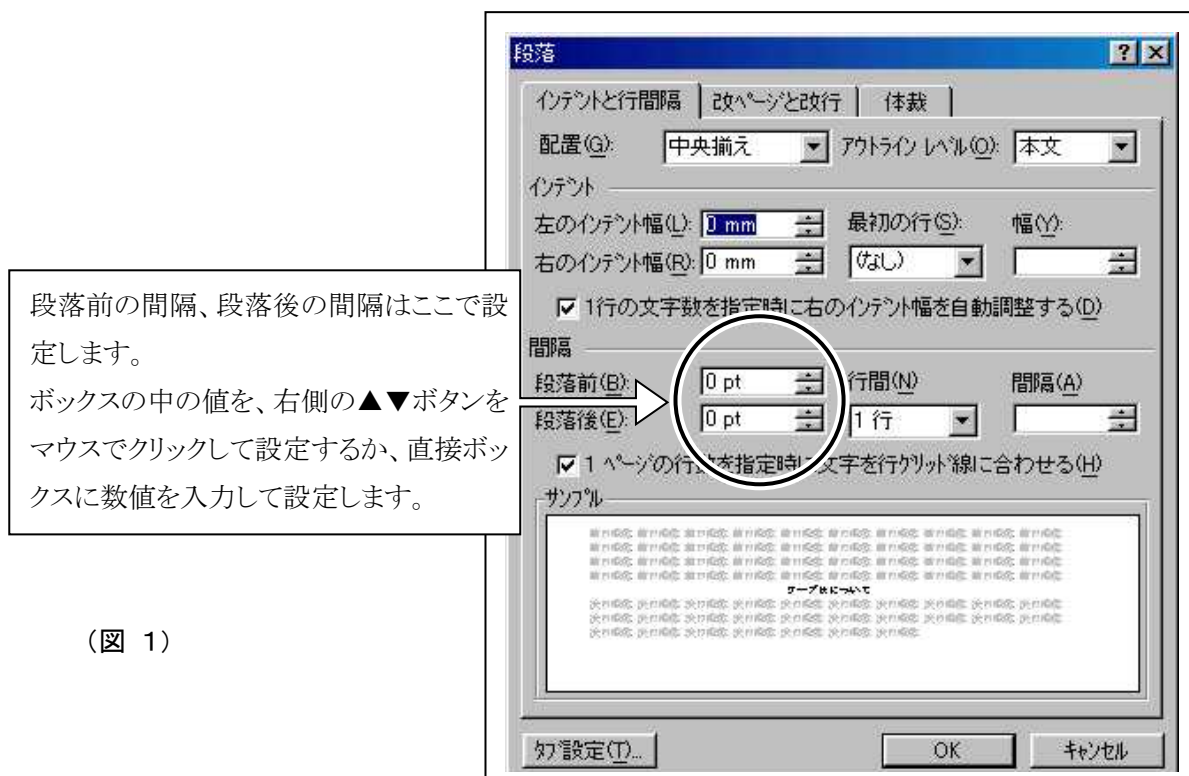 段落
インデントと行間隔 改ページと改行 体裁
配置(G): 中央揃え アウトライン レベル(O): 本文
インデント
左のインデント幅(L): 0 mm 最初の行(S): 幅(Y):
右のインデント幅(R): 0 mm (なし)
1行の文字数を指定時に右のインデント幅を自動調整する(D)
間隔
段落前(B): 0 pt 行間(N) 間隔(A)
段落後(E): 0 pt 1 行
1 ページの行数を指定時に文字を行グリッド線に合わせる(H)
サンプル
タブ設定(T)... OK キャンセル
段落前の間隔、段落後の間隔はここで設
定します。
ボックスの中の値を、右側の▲▼ボタンを
マウスでクリックして設定するか、直接ボッ
クスに数値を入力して設定します。
(図 1)